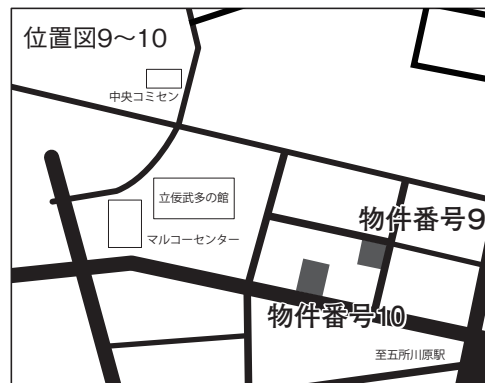 位置図9〜10
中央コミセン
立佞武多の館
マルコーセンター
物件番号9
物件番号10
至五所川原駅